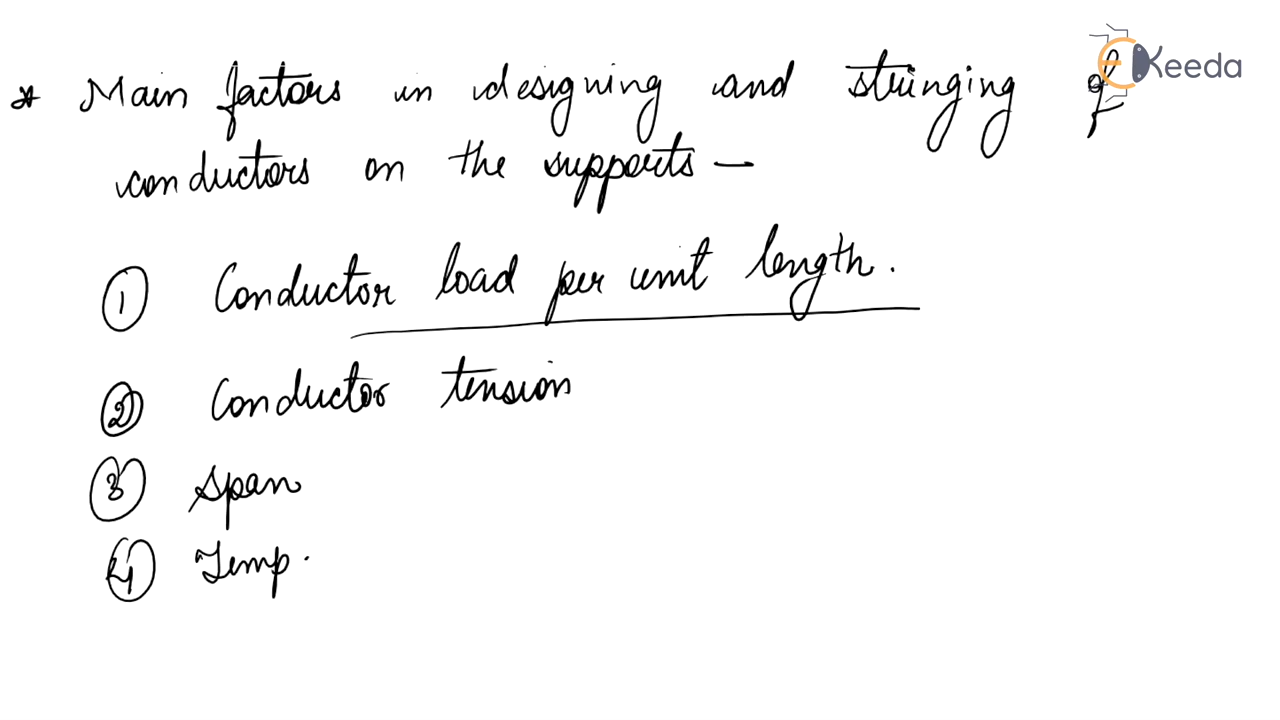 * Main factors in designing and stringing of
conductors on the supports —
① Conductor load per unit length.
② Conductor tension
③ Span
④ Temp.
eKeeda